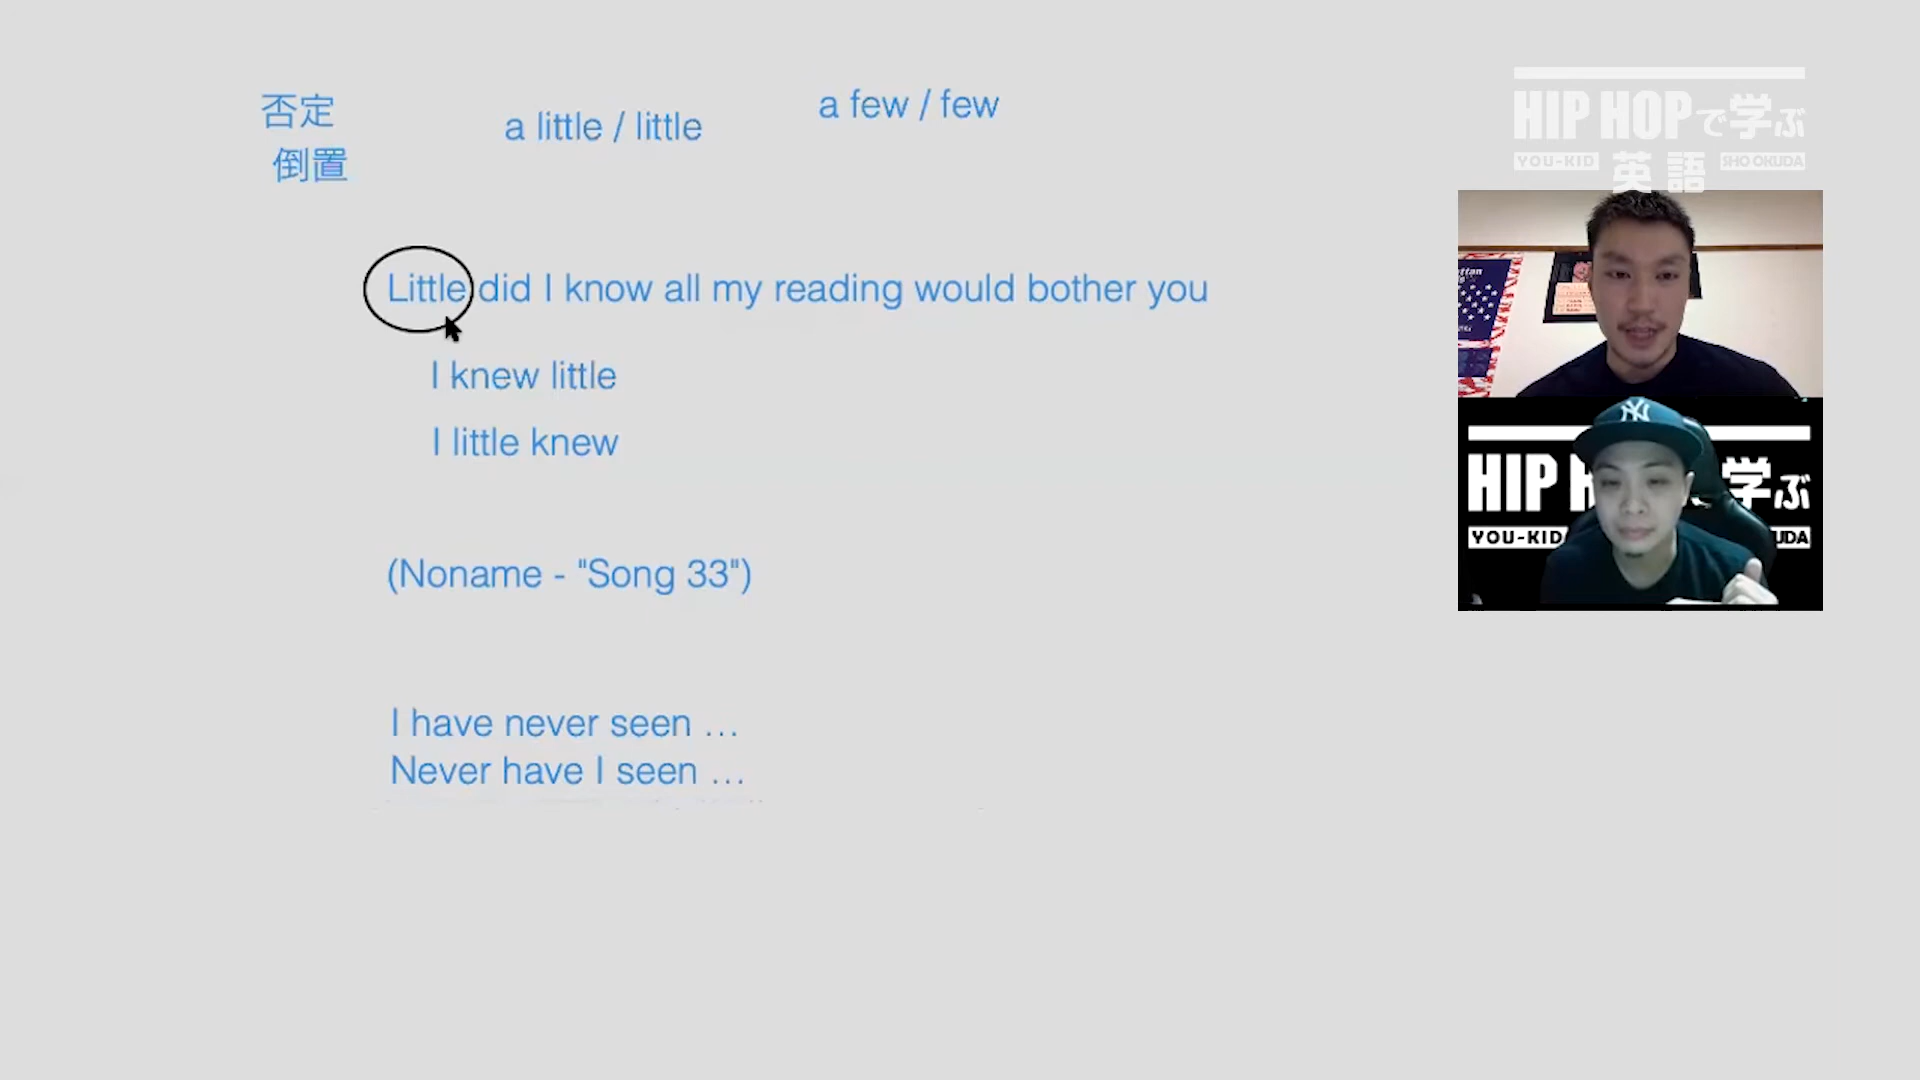 否定
倒置
a little / little
a few / few
Little did I know all my reading would bother you
I knew little
I little knew
(Noname - "Song 33")
I have never seen …
Never have I seen …
HIP HOPで学ぶ
YOU-KID 英語 SHO OKUDA
HIP H 学ぶ
YOU-KID UDA